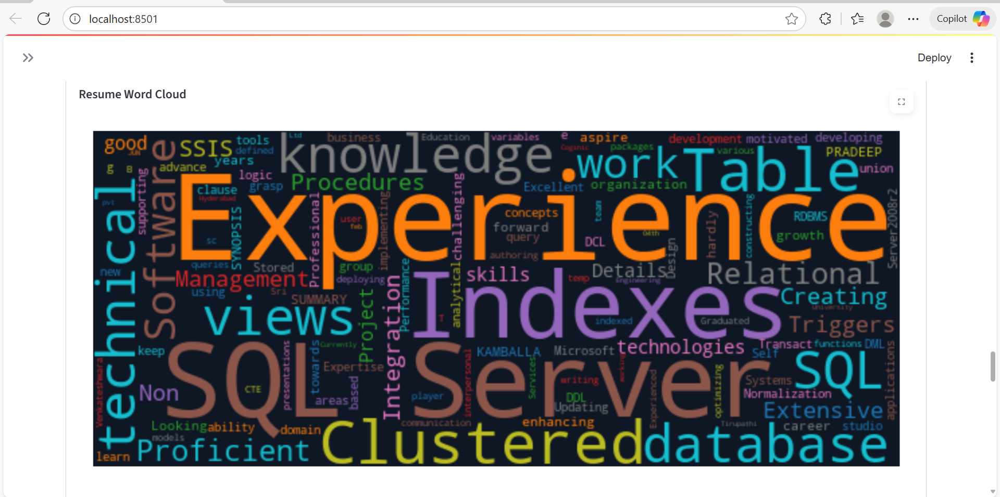 localhost:8501
Copilot
Deploy
Resume Word Cloud
good
JUN
Software
SSIS
tools
defined
years
advance
g
B
knowledge
Ltd
business
Education
variables
e
aspire
Coginic
packages
development
motivated
developing
various
PRADEEP
work
Table
union
supporting
logic
grasp
clause
Hyderabad
Procedures
Excellent
organization
technical
pvt
Experience
SYNOPSIS
sc
Professional
user
feb
implementing
challenging
concepts
forward
query
authoring
team
DCL
04th
Design
hardly
constructing
RDBMS
growth
Server2008r2
new
queries
Stored
group
deploying
Management
using
Sri
SUMMARY
Performance
analytical
skills
temp
Details
Engineering
Relational
Indexes
Creating
University
views
Project
Integration
T
indexed
Graduated
Triggers
keep
presentations
towards
Currently
Expertise
interpersonal
KAMBALLA
Microsoft
technologies
Transact
functions
DML
Self
Venkateshwara
Non
SQL Server
CTE
areas
based
player
Services
writing
working
DDL
Updating
Experienced
optimizing
Systems
Normalization
SQL
applications
Extensive
Looking
ability
domain
models
communication
enhancing
Tirupathi
career
studio
learn
Proficient
Clustered
database